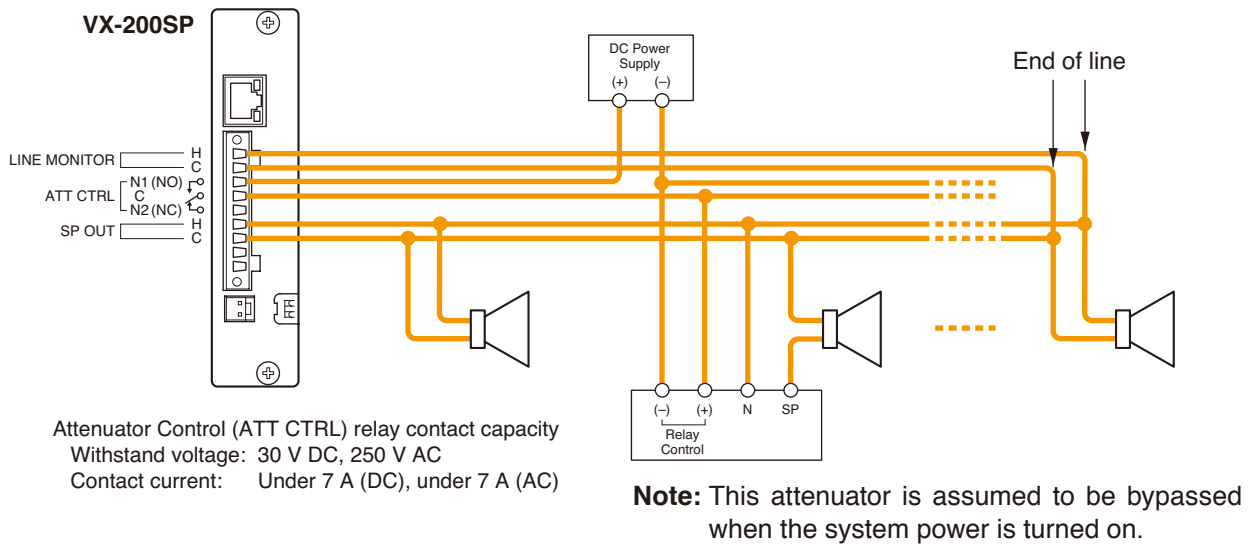 VX-200SP
DC Power
Supply
(+) (–)
End of line
LINE MONITOR
H
C
ATT CTRL
N1 (NO)
C
N2 (NC)
SP OUT
H
C
(–) (+) N SP
Relay
Control
Attenuator Control (ATT CTRL) relay contact capacity
Withstand voltage: 30 V DC, 250 V AC
Contact current: Under 7 A (DC), under 7 A (AC)
Note: This attenuator is assumed to be bypassed
when the system power is turned on.